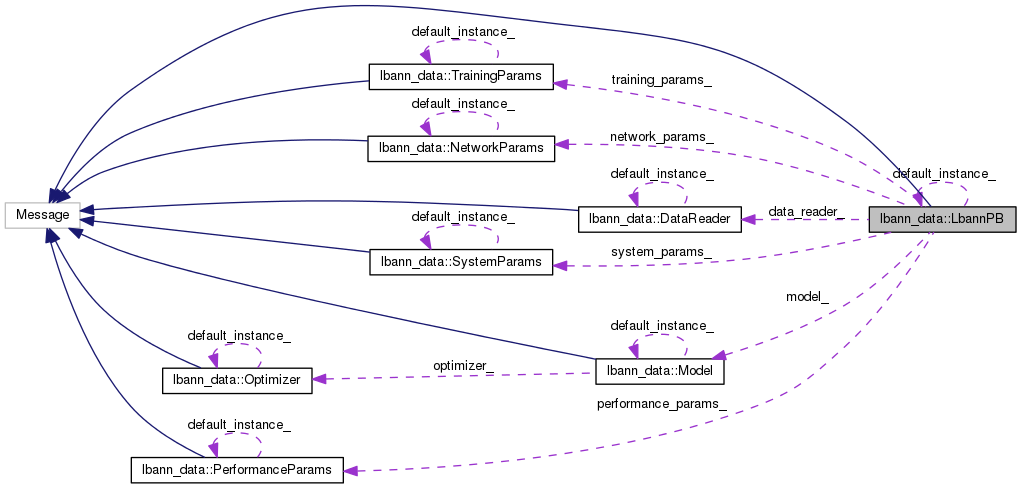 default_instance_
lbann_data::TrainingParams
training_params_
default_instance_
lbann_data::NetworkParams
network_params_
default_instance_
default_instance_
Message
lbann_data::DataReader
data_reader_
lbann_data::LbannPB
default_instance_
lbann_data::SystemParams
system_params_
model_
default_instance_
default_instance_
optimizer_
lbann_data::Model
lbann_data::Optimizer
performance_params_
default_instance_
lbann_data::PerformanceParams